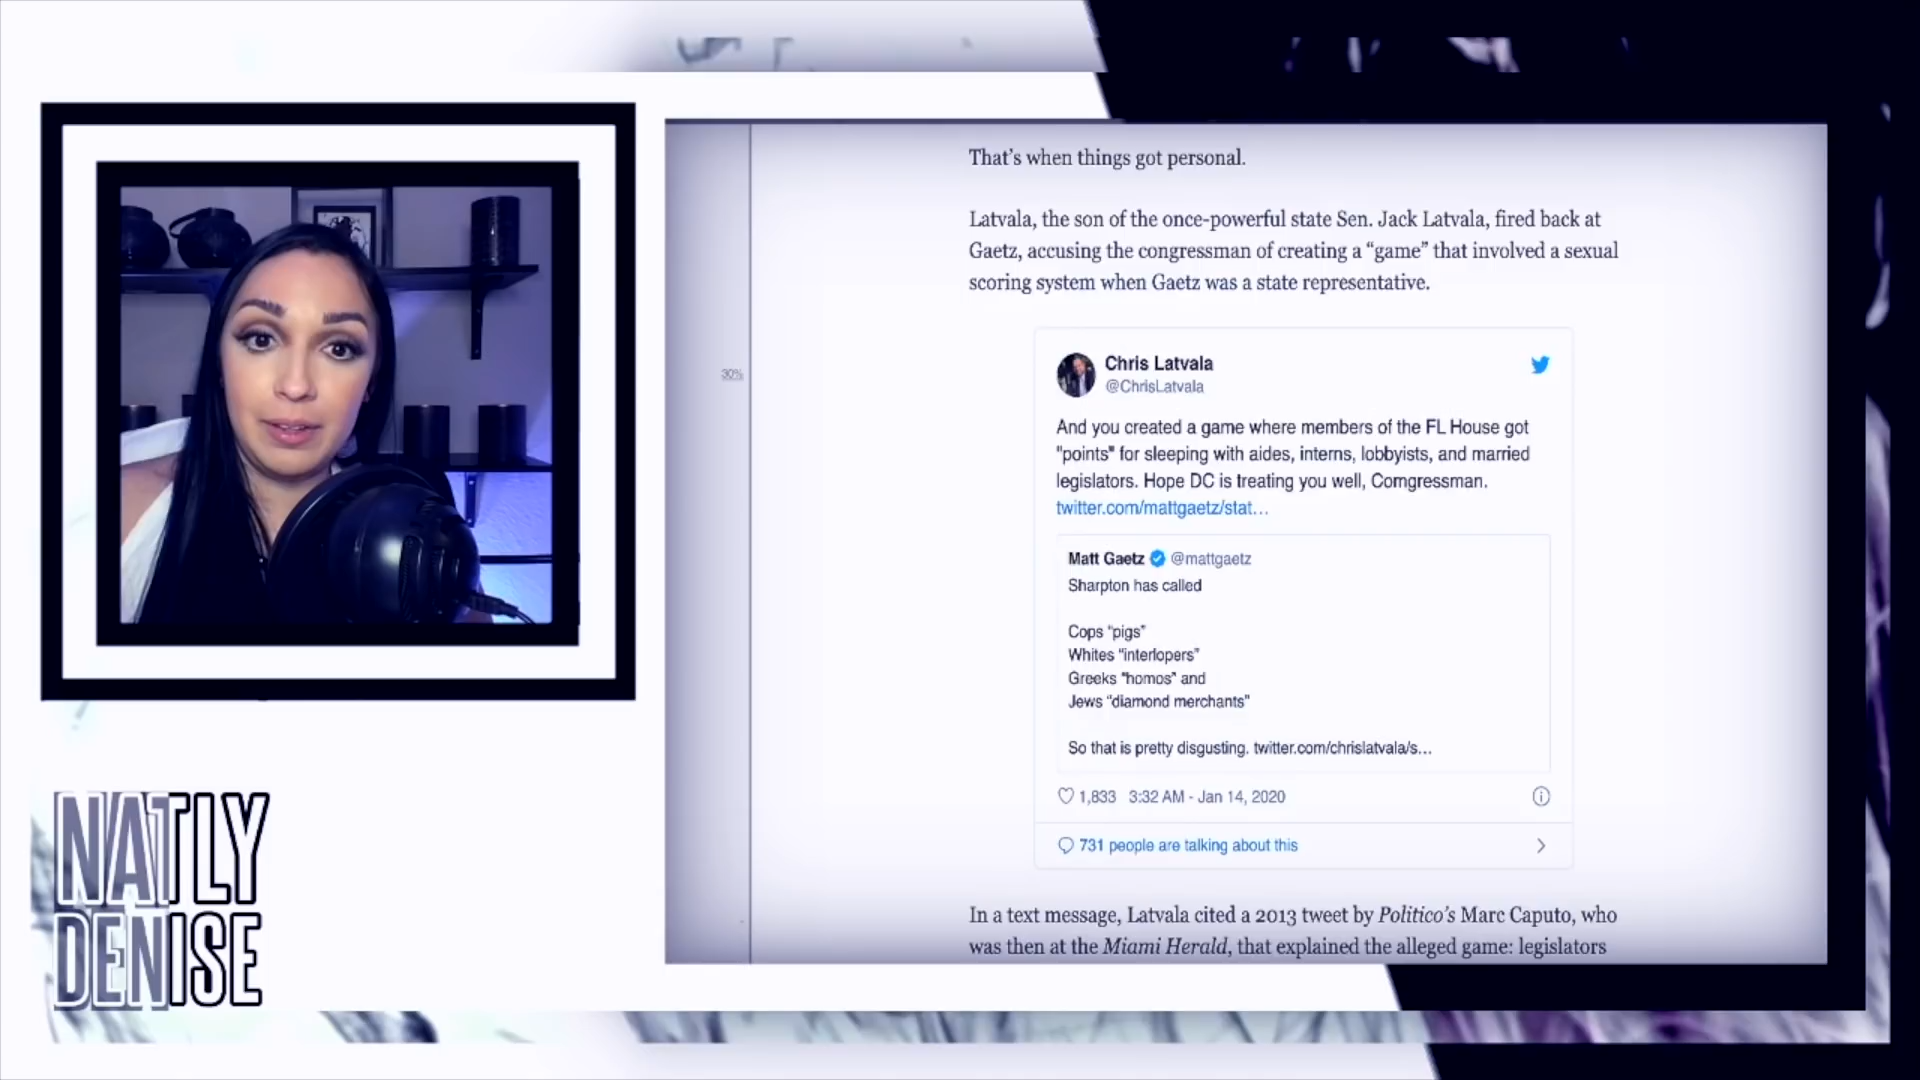 That's when things got personal.
Latvala, the son of the once-powerful state Sen. Jack Latvala, fired back at
Gaetz, accusing the congressman of creating a “game” that involved a sexual
scoring system when Gaetz was a state representative.
30%
Chris Latvala
@ChrisLatvala
And you created a game where members of the FL House got
"points" for sleeping with aides, interns, lobbyists, and married
legislators. Hope DC is treating you well, Comgressman.
twitter.com/mattgaetz/stat…
Matt Gaetz @mattgaetz
Sharpton has called
Cops “pigs”
Whites “interlopers”
Greeks “homos” and
Jews “diamond merchants”
So that is pretty disgusting. twitter.com/chrislatvala/s…
1,833 3:32 AM - Jan 14, 2020
731 people are talking about this
In a text message, Latvala cited a 2013 tweet by Politico's Marc Caputo, who
was then at the Miami Herald, that explained the alleged game: legislators
NATLY
DENISE